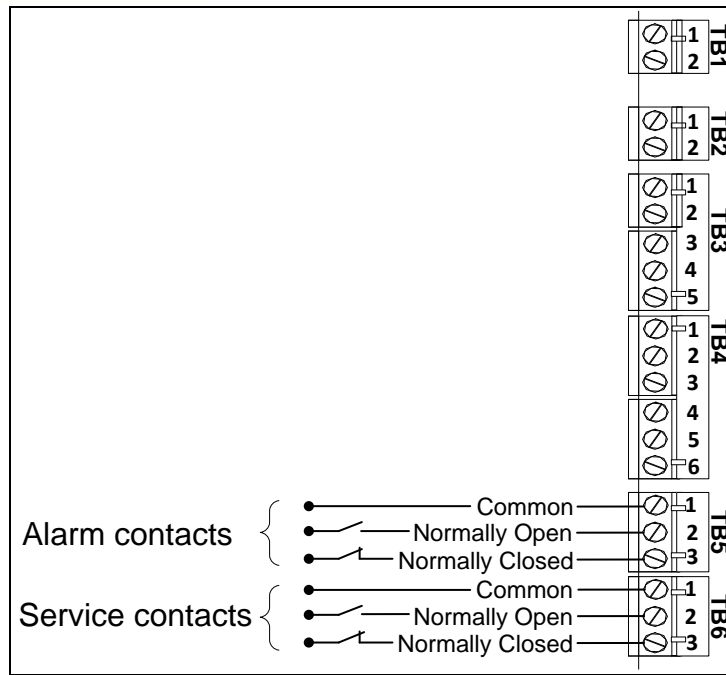 1
2
TB1
1
2
TB2
1
2
3
4
5
TB3
1
2
3
4
5
6
TB4
Alarm contacts
Common 1
Normally Open 2
Normally Closed 3
TB5
Service contacts
Common 1
Normally Open 2
Normally Closed 3
TB6